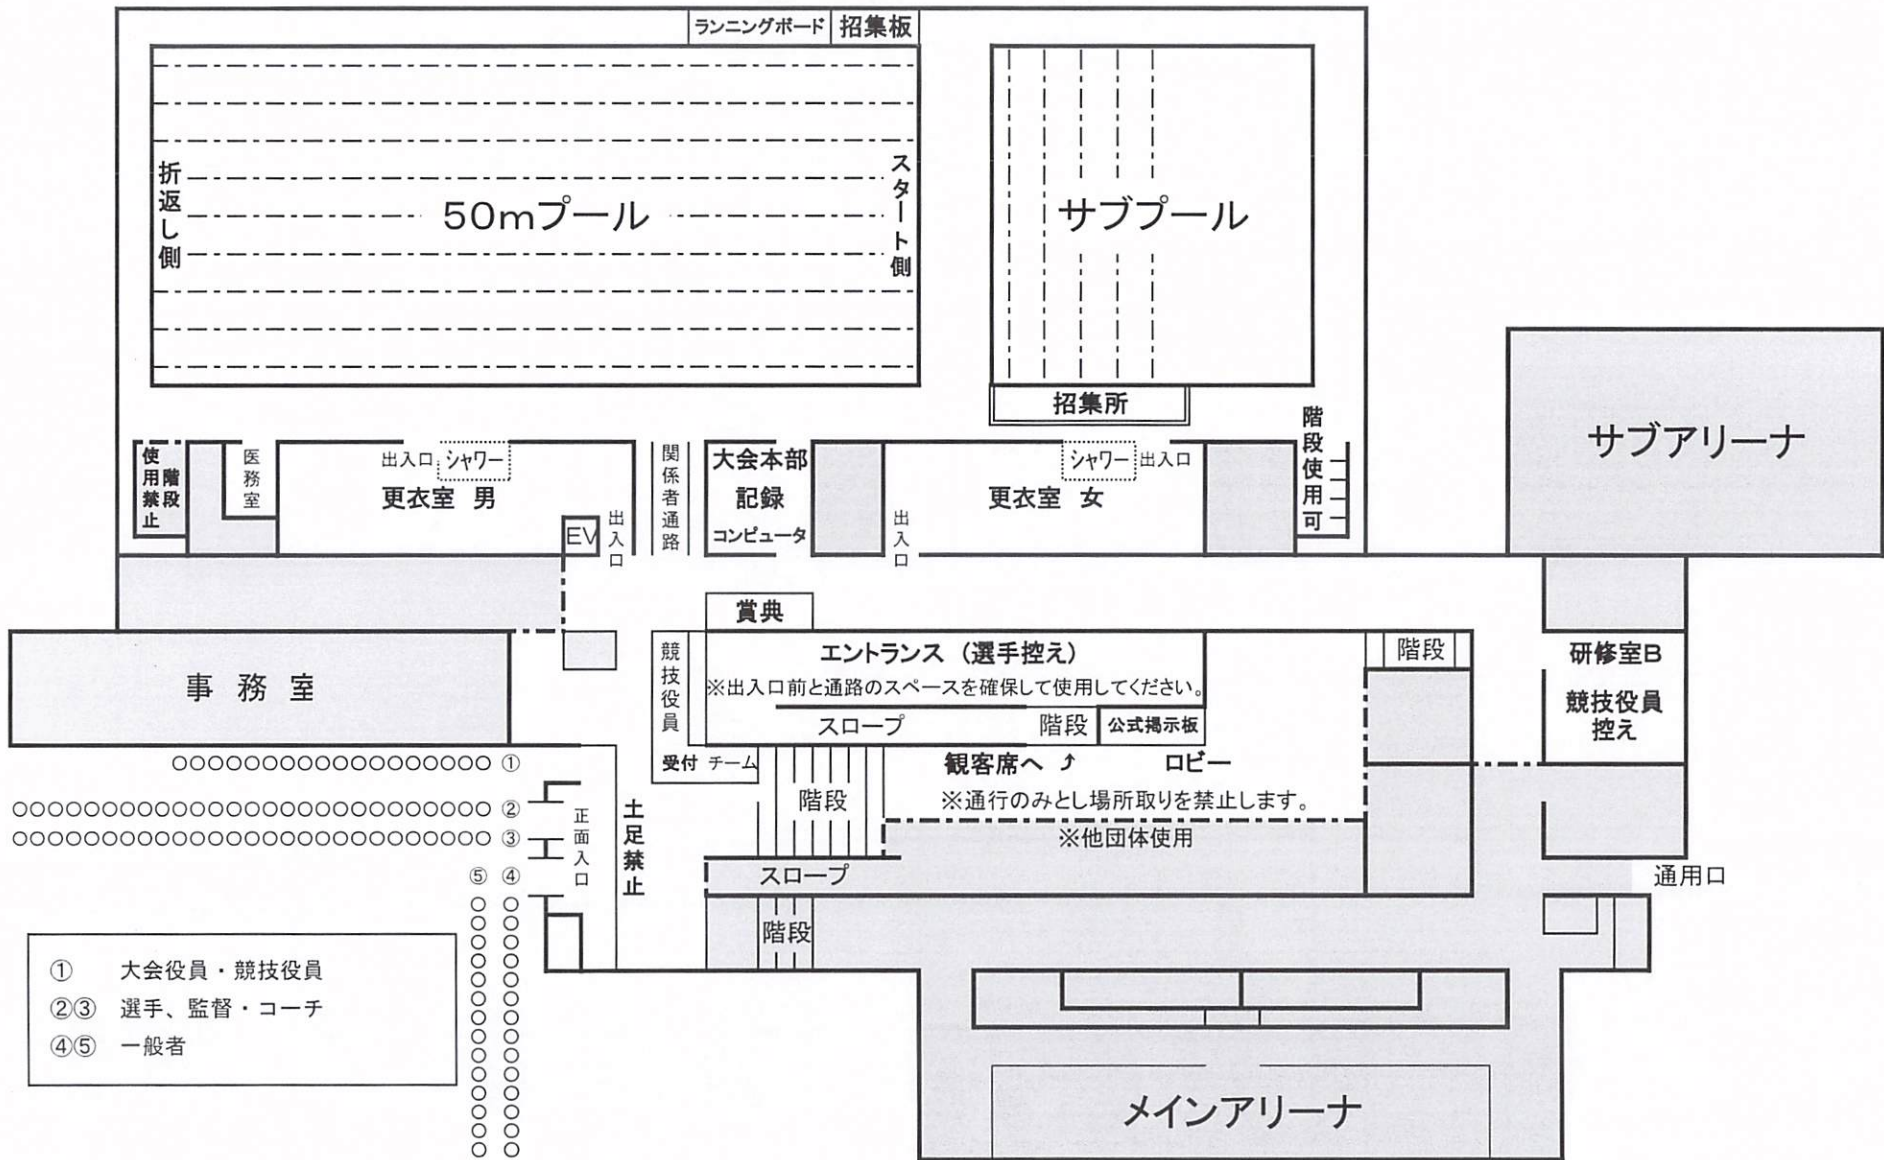 ランニングボード
招集板
折返し側
50mプール
スタート側
サブプール
招集所
サブアリーナ
階段
使用禁止
医務室
出入口
シャワー
更衣室 男
EV
出入口
関係者通路
大会本部
記録
コンピュータ
出入口
シャワー
出入口
更衣室 女
階段使用可
賞典
事務室
競技役員
エントランス (選手控え)
※出入口前と通路のスペースを確保して使用してください。
スロープ
階段
公式掲示板
階段
研修室B
競技役員
控え
受付 チーム
観客席へ ⤴
ロビー
※通行のみとし場所取りを禁止します。
階段
※他団体使用
スロープ
階段
通用口
○○○○○○○○○○○○○○○○○○ ①
○○○○○○○○○○○○○○○○○○○○○○○○○○○ ②
○○○○○○○○○○○○○○○○○○○○○○○○○○○ ③
⑤ ④
正面入口
土足禁止
① 大会役員・競技役員
②③ 選手、監督・コーチ
④⑤ 一般者
メインアリーナ